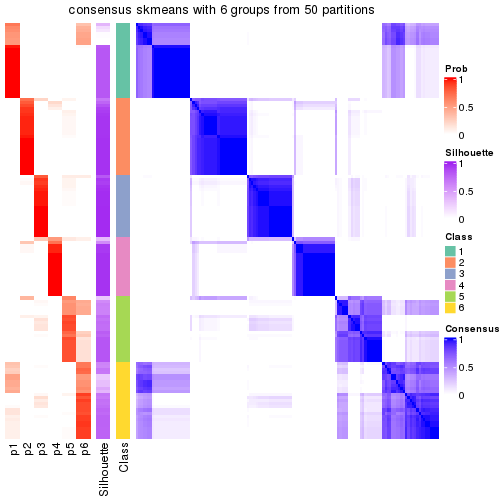 consensus skmeans with 6 groups from 50 partitions
Prob
1
0.5
0
Silhouette
1
0.5
0
Class
1
2
3
4
5
6
Consensus
1
0.5
0
p1
p2
p3
p4
p5
p6
Silhouette
Class